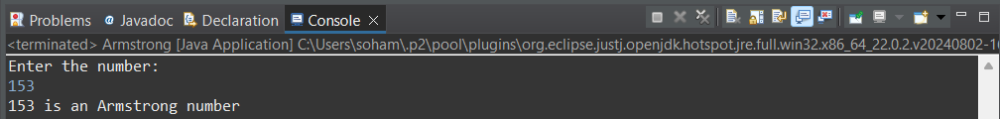 Problems Javadoc Declaration Console
<terminated> Armstrong [Java Application] C:\Users\soham\.p2\pool\plugins\org.eclipse.justj.openjdk.hotspot.jre.full.win32.x86_64_22.0.2.v20240802-1
Enter the number:
153
153 is an Armstrong number